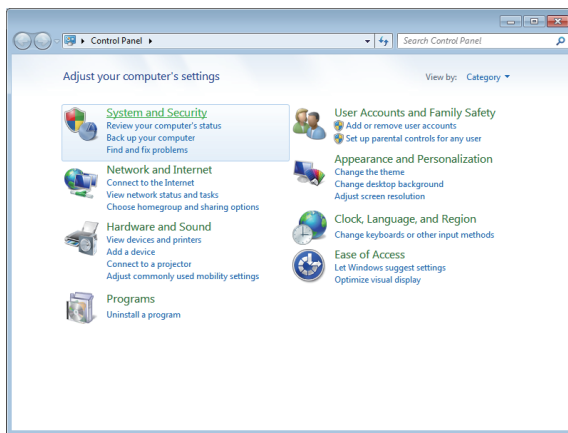 Control Panel
Search Control Panel
Adjust your computer's settings
View by: Category
System and Security
Review your computer's status
Back up your computer
Find and fix problems
Network and Internet
Connect to the Internet
View network status and tasks
Choose homegroup and sharing options
Hardware and Sound
View devices and printers
Add a device
Connect to a projector
Adjust commonly used mobility settings
Programs
Uninstall a program
User Accounts and Family Safety
Add or remove user accounts
Set up parental controls for any user
Appearance and Personalization
Change the theme
Change desktop background
Adjust screen resolution
Clock, Language, and Region
Change keyboards or other input methods
Ease of Access
Let Windows suggest settings
Optimize visual display